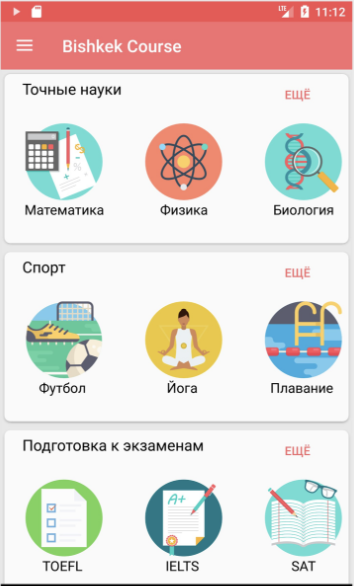 LTE 11:12
Bishkek Course
Точные науки ЕЩЁ
A+
Математика Физика Биология
Спорт ЕЩЁ
Футбол Йога Плавание
Подготовка к экзаменам ЕЩЁ
A+
TOEFL IELTS SAT